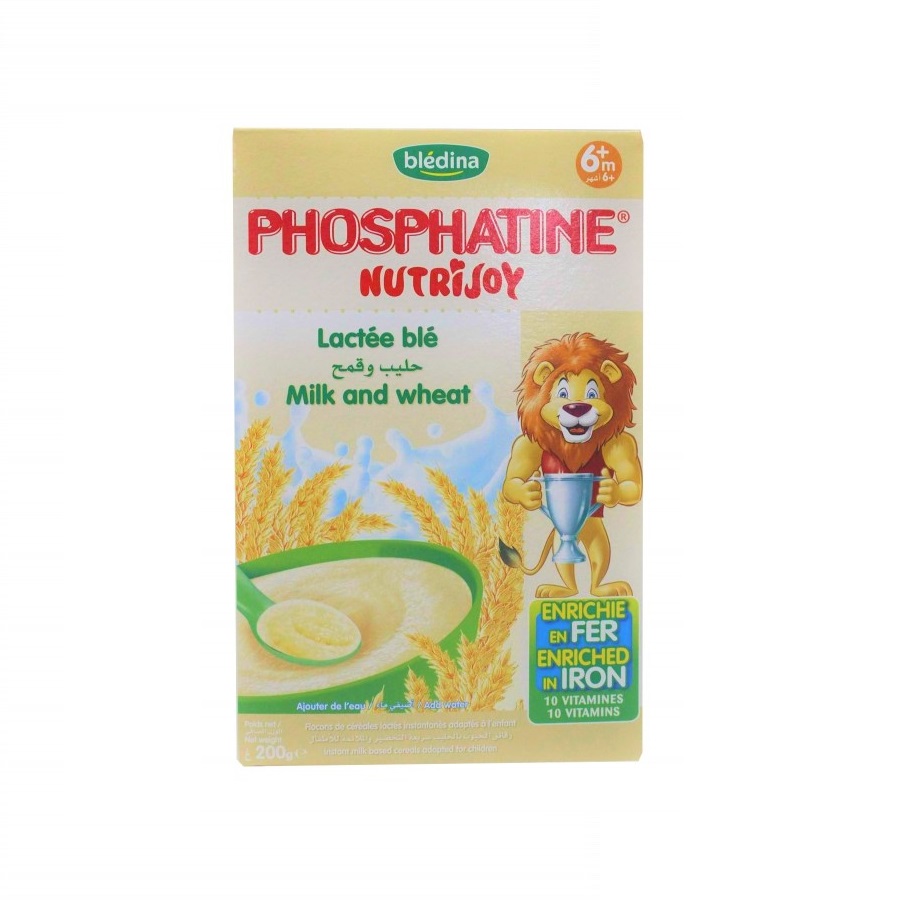 blédina
6+m
+6 أشهر
PHOSPHATINE®
NUTRIJOY
Lactée blé
حليب وقمح
Milk and wheat
ENRICHIE
EN FER
ENRICHED
IN IRON
10 VITAMINES
10 VITAMINS
Ajouter de l'eau / أضيفي ماء / Add water
Poids net /
Net weight
200g e
Flocons de céréales lactés instantanés adaptés à l'enfant
Instant milk based cereals adapted for children